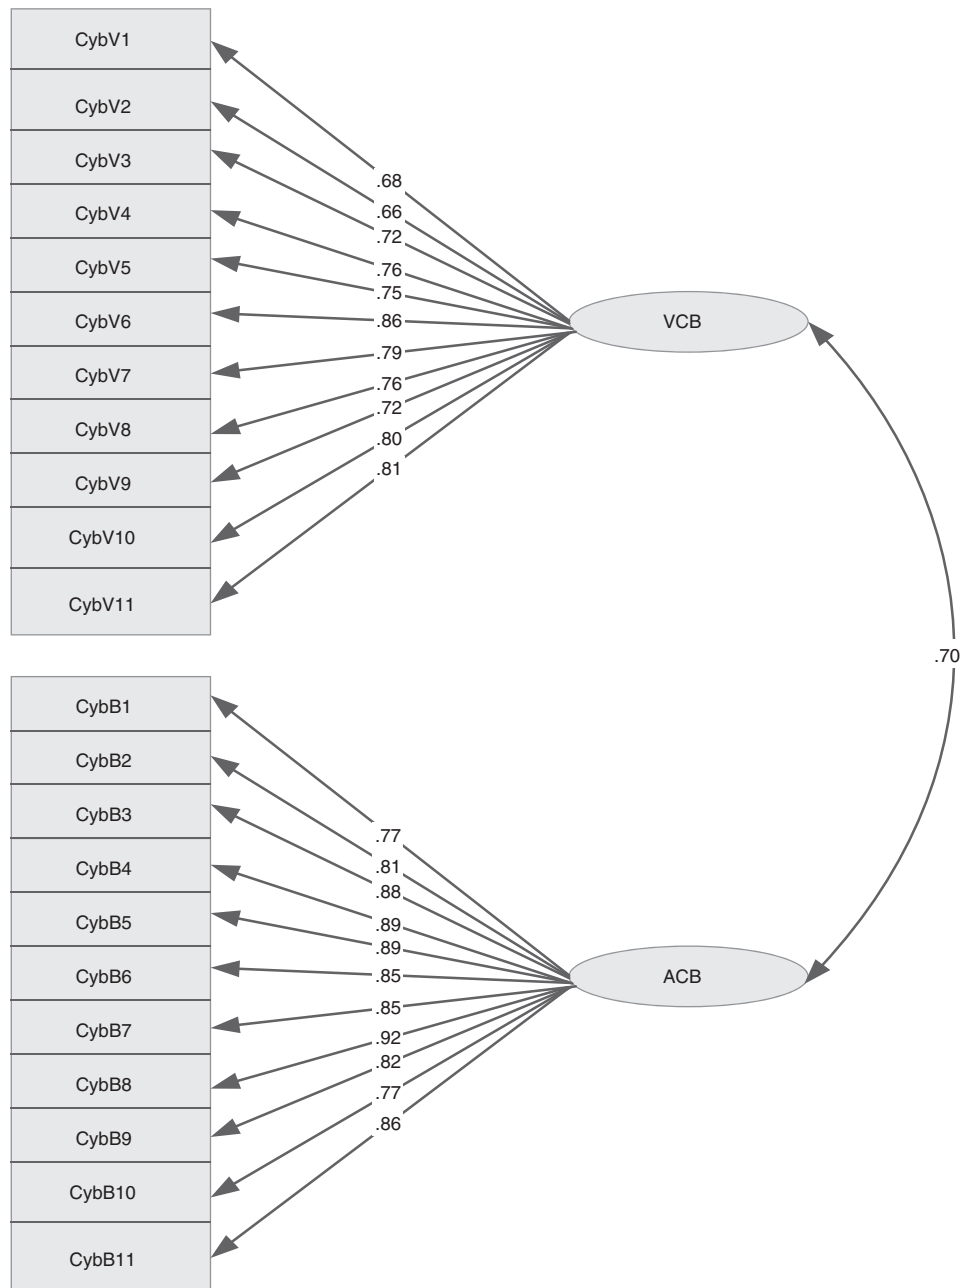 CybV1
CybV2
CybV3
CybV4
CybV5
CybV6
CybV7
CybV8
CybV9
CybV10
CybV11
.68
.66
.72
.76
.75
.86
.79
.76
.72
.80
.81
VCB
.70
CybB1
CybB2
CybB3
CybB4
CybB5
CybB6
CybB7
CybB8
CybB9
CybB10
CybB11
.77
.81
.88
.89
.89
.85
.85
.92
.82
.77
.86
ACB